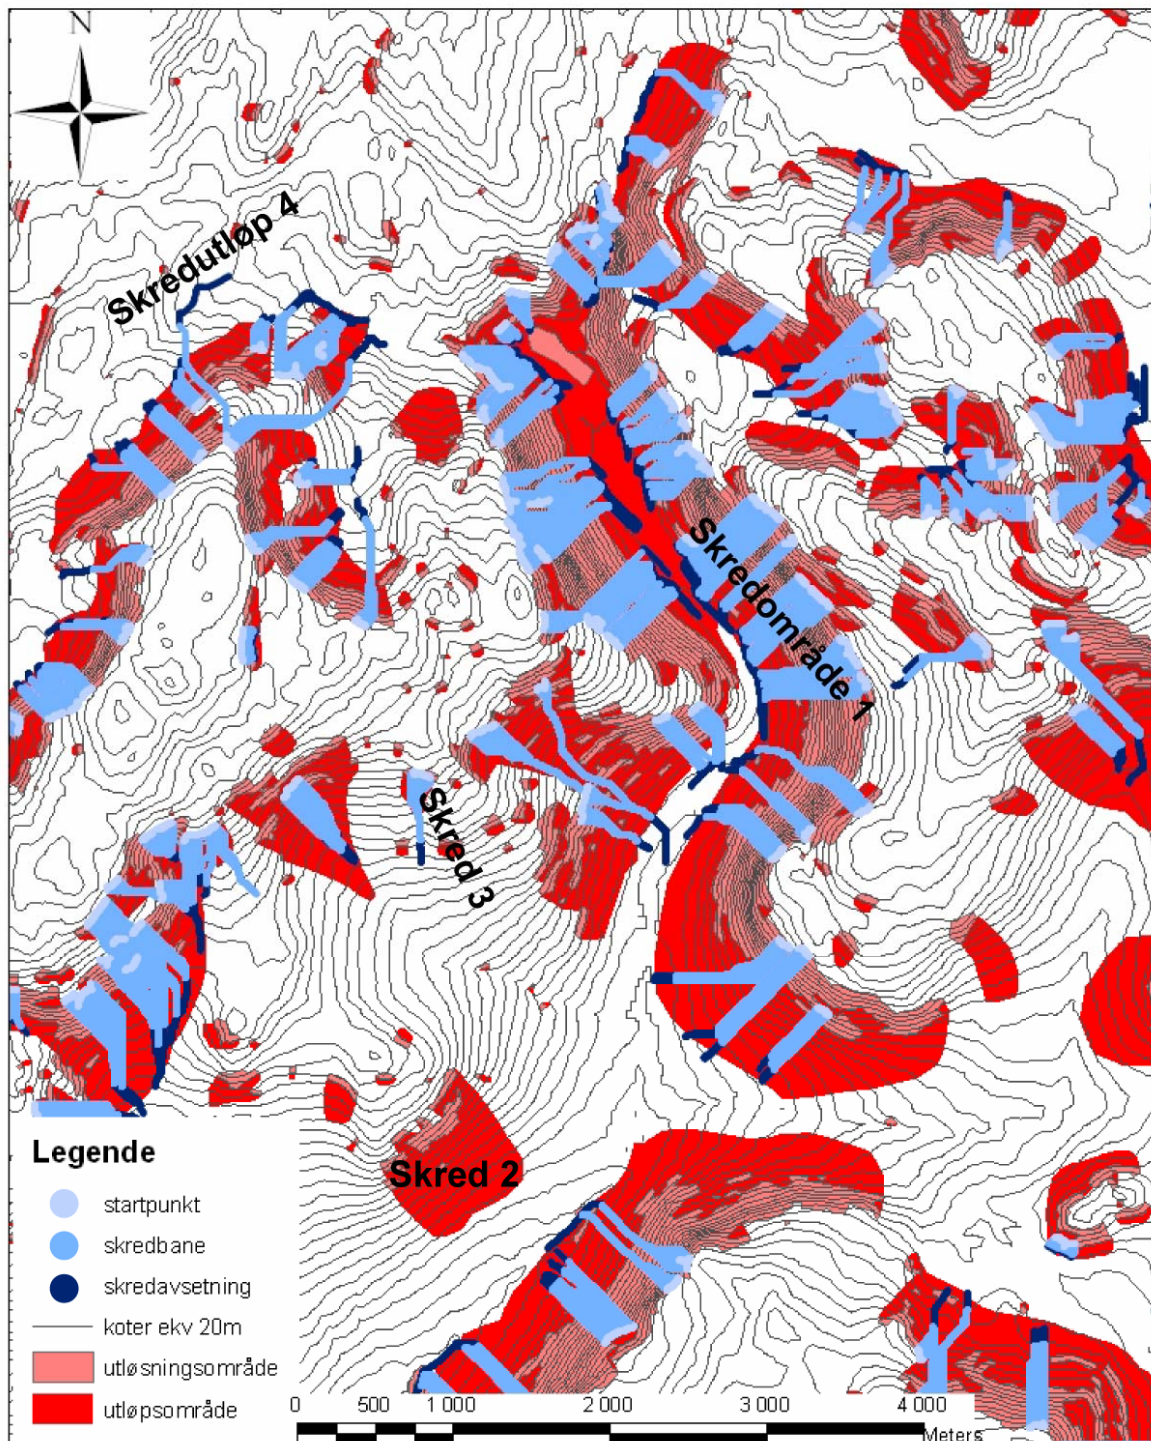 N
Skredutløp 4
Skredområde 1
Skred 3
Skred 2
Legende
startpunkt
skredbane
skredavsetning
koter ekv 20m
utløsningsområde
utløpsområde
0 500 1 000 2 000 3 000 4 000
Meters